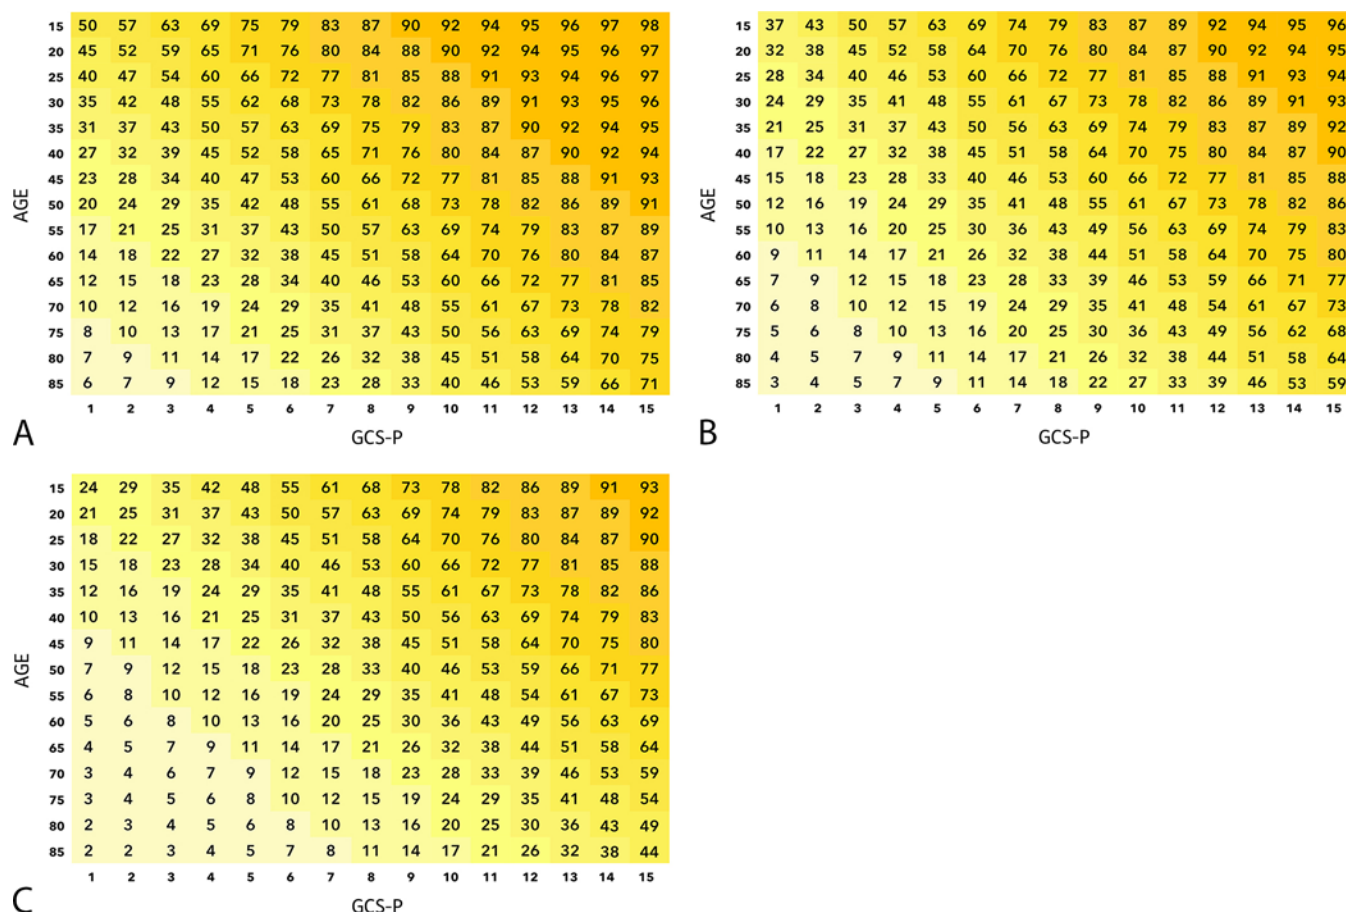 15 50 57 63 69 75 79 83 87 90 92 94 95 96 97 98
20 45 52 59 65 71 76 80 84 88 90 92 94 95 96 97
25 40 47 54 60 66 72 77 81 85 88 91 93 94 96 97
30 35 42 48 55 62 68 73 78 82 86 89 91 93 95 96
35 31 37 43 50 57 63 69 75 79 83 87 90 92 94 95
40 27 32 39 45 52 58 65 71 76 80 84 87 90 92 94
45 23 28 34 40 47 53 60 66 72 77 81 85 88 91 93
AGE
50 20 24 29 35 42 48 55 61 68 73 78 82 86 89 91
55 17 21 25 31 37 43 50 57 63 69 74 79 83 87 89
60 14 18 22 27 32 38 45 51 58 64 70 76 80 84 87
65 12 15 18 23 28 34 40 46 53 60 66 72 77 81 85
70 10 12 16 19 24 29 35 41 48 55 61 67 73 78 82
75 8 10 13 17 21 25 31 37 43 50 56 63 69 74 79
80 7 9 11 14 17 22 26 32 38 45 51 58 64 70 75
85 6 7 9 12 15 18 23 28 33 40 46 53 59 66 71
1 2 3 4 5 6 7 8 9 10 11 12 13 14 15
A
GCS-P
15 37 43 50 57 63 69 74 79 83 87 89 92 94 95 96
20 32 38 45 52 58 64 70 76 80 84 87 90 92 94 95
25 28 34 40 46 53 60 66 72 77 81 85 88 91 93 94
30 24 29 35 41 48 55 61 67 73 78 82 86 89 91 93
35 21 25 31 37 43 50 56 63 69 74 79 83 87 89 92
40 17 22 27 32 38 45 51 58 64 70 75 80 84 87 90
45 15 18 23 28 33 40 46 53 60 66 72 77 81 85 88
AGE
50 12 16 19 24 29 35 41 48 55 61 67 73 78 82 86
55 10 13 16 20 25 30 36 43 49 56 63 69 74 79 83
60 9 11 14 17 21 26 32 38 44 51 58 64 70 75 80
65 7 9 12 15 18 23 28 33 39 46 53 59 66 71 77
70 6 8 10 12 15 19 24 29 35 41 48 54 61 67 73
75 5 6 8 10 13 16 20 25 30 36 43 49 56 62 68
80 4 5 7 9 11 14 17 21 26 32 38 44 51 58 64
85 3 4 5 7 9 11 14 18 22 27 33 39 46 53 59
1 2 3 4 5 6 7 8 9 10 11 12 13 14 15
B
GCS-P
15 24 29 35 42 48 55 61 68 73 78 82 86 89 91 93
20 21 25 31 37 43 50 57 63 69 74 79 83 87 89 92
25 18 22 27 32 38 45 51 58 64 70 76 80 84 87 90
30 15 18 23 28 34 40 46 53 60 66 72 77 81 85 88
35 12 16 19 24 29 35 41 48 55 61 67 73 78 82 86
40 10 13 16 21 25 31 37 43 50 56 63 69 74 79 83
45 9 11 14 17 22 26 32 38 45 51 58 64 70 75 80
AGE
50 7 9 12 15 18 23 28 33 40 46 53 59 66 71 77
55 6 8 10 12 16 19 24 29 35 41 48 54 61 67 73
60 5 6 8 10 13 16 20 25 30 36 43 49 56 63 69
65 4 5 7 9 11 14 17 21 26 32 38 44 51 58 64
70 3 4 6 7 9 12 15 18 23 28 33 39 46 53 59
75 3 4 5 6 8 10 12 15 19 24 29 35 41 48 54
80 2 3 4 5 6 8 10 13 16 20 25 30 36 43 49
85 2 2 3 4 5 7 8 11 14 17 21 26 32 38 44
1 2 3 4 5 6 7 8 9 10 11 12 13 14 15
C
GCS-P